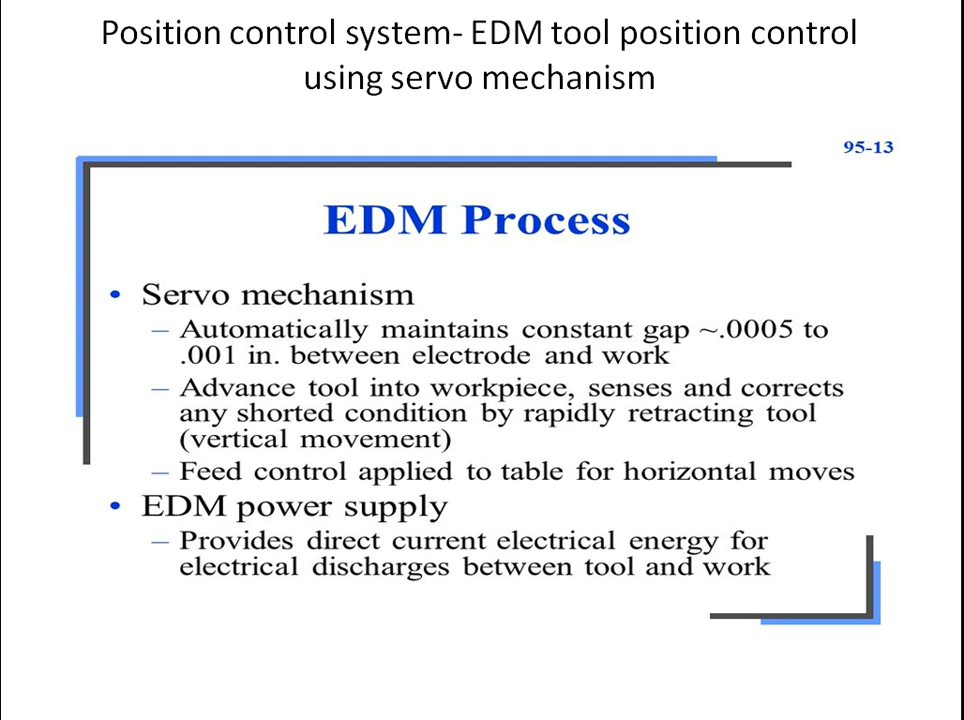 Position control system- EDM tool position control
using servo mechanism
95-13
EDM Process
• Servo mechanism
– Automatically maintains constant gap ~.0005 to
.001 in. between electrode and work
– Advance tool into workpiece, senses and corrects
any shorted condition by rapidly retracting tool
(vertical movement)
– Feed control applied to table for horizontal moves
• EDM power supply
– Provides direct current electrical energy for
electrical discharges between tool and work